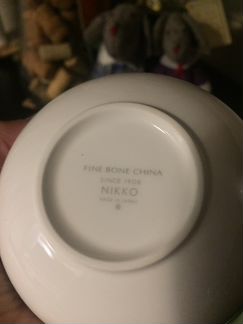 FINE BONE CHINA
SINCE 1908
NIKKO
MADE IN JAPAN